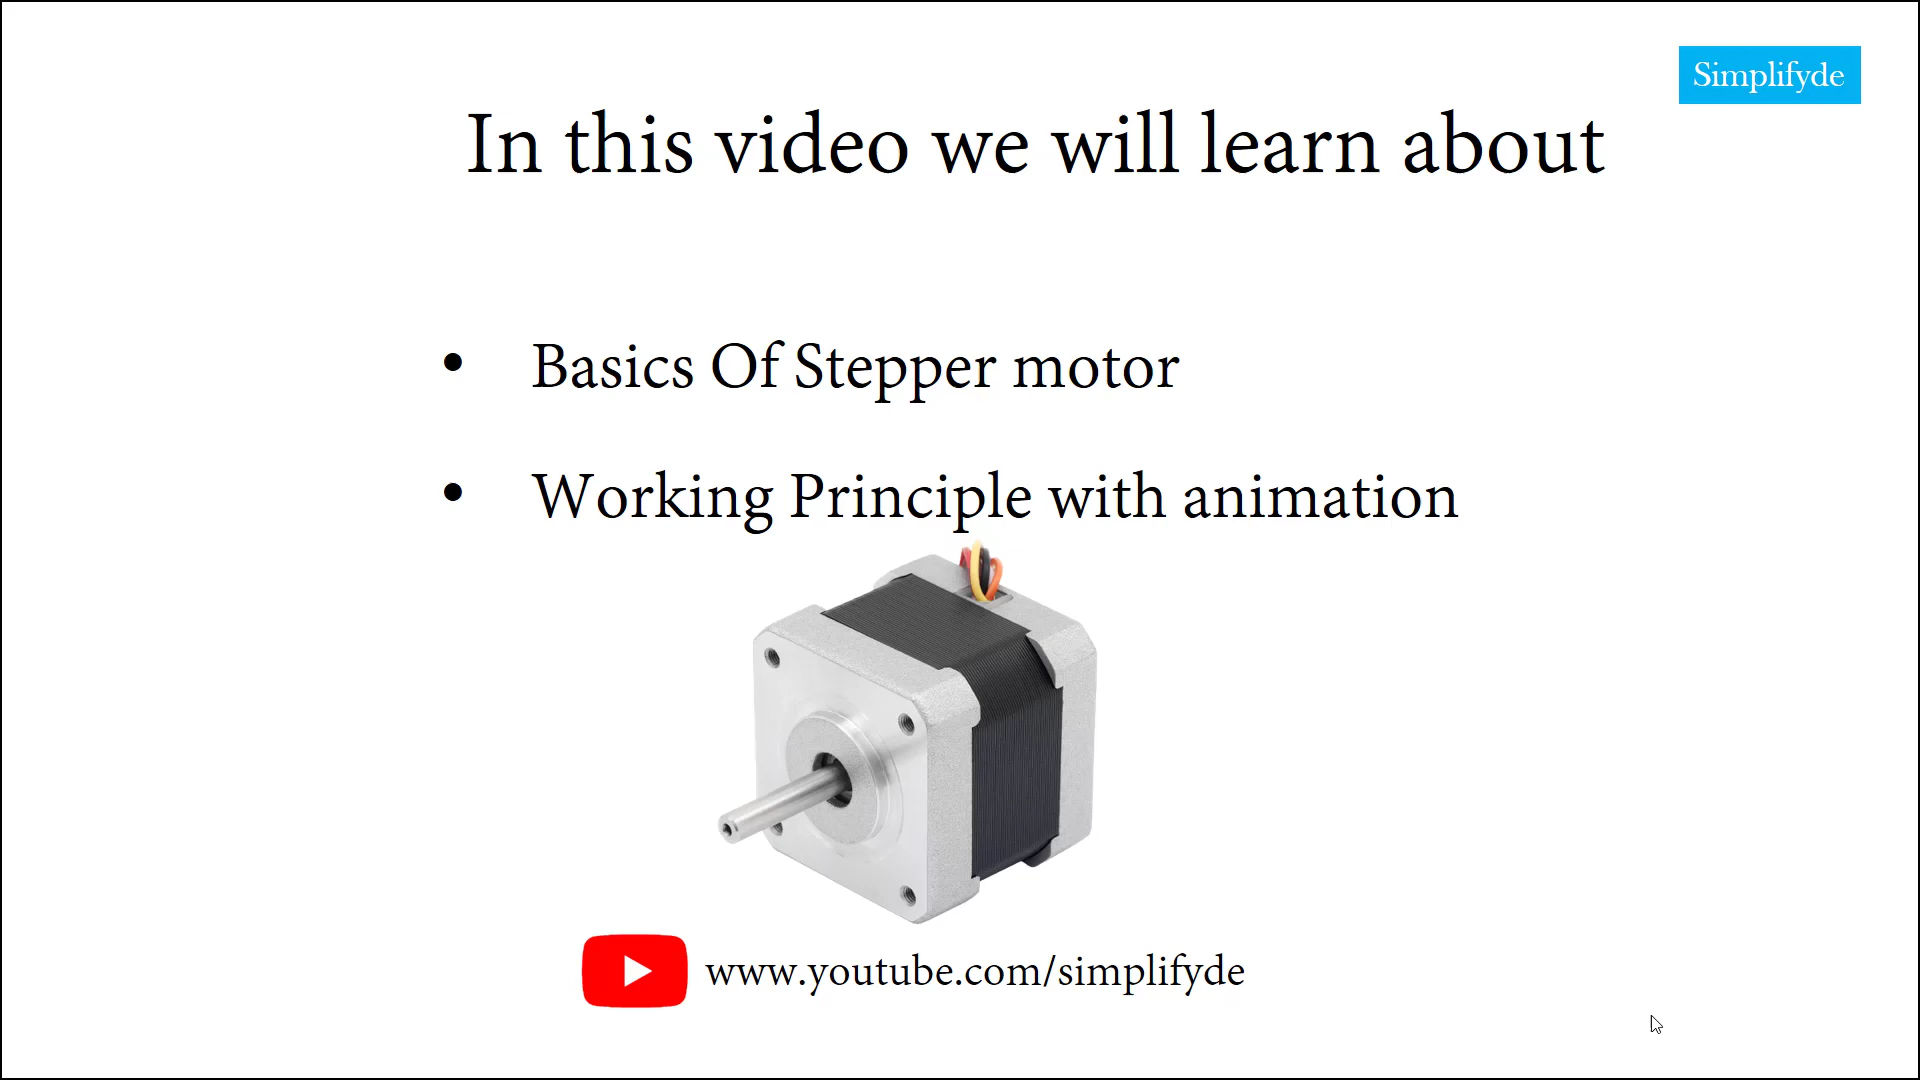 Simplifyde
In this video we will learn about
• Basics Of Stepper motor
• Working Principle with animation
www.youtube.com/simplifyde